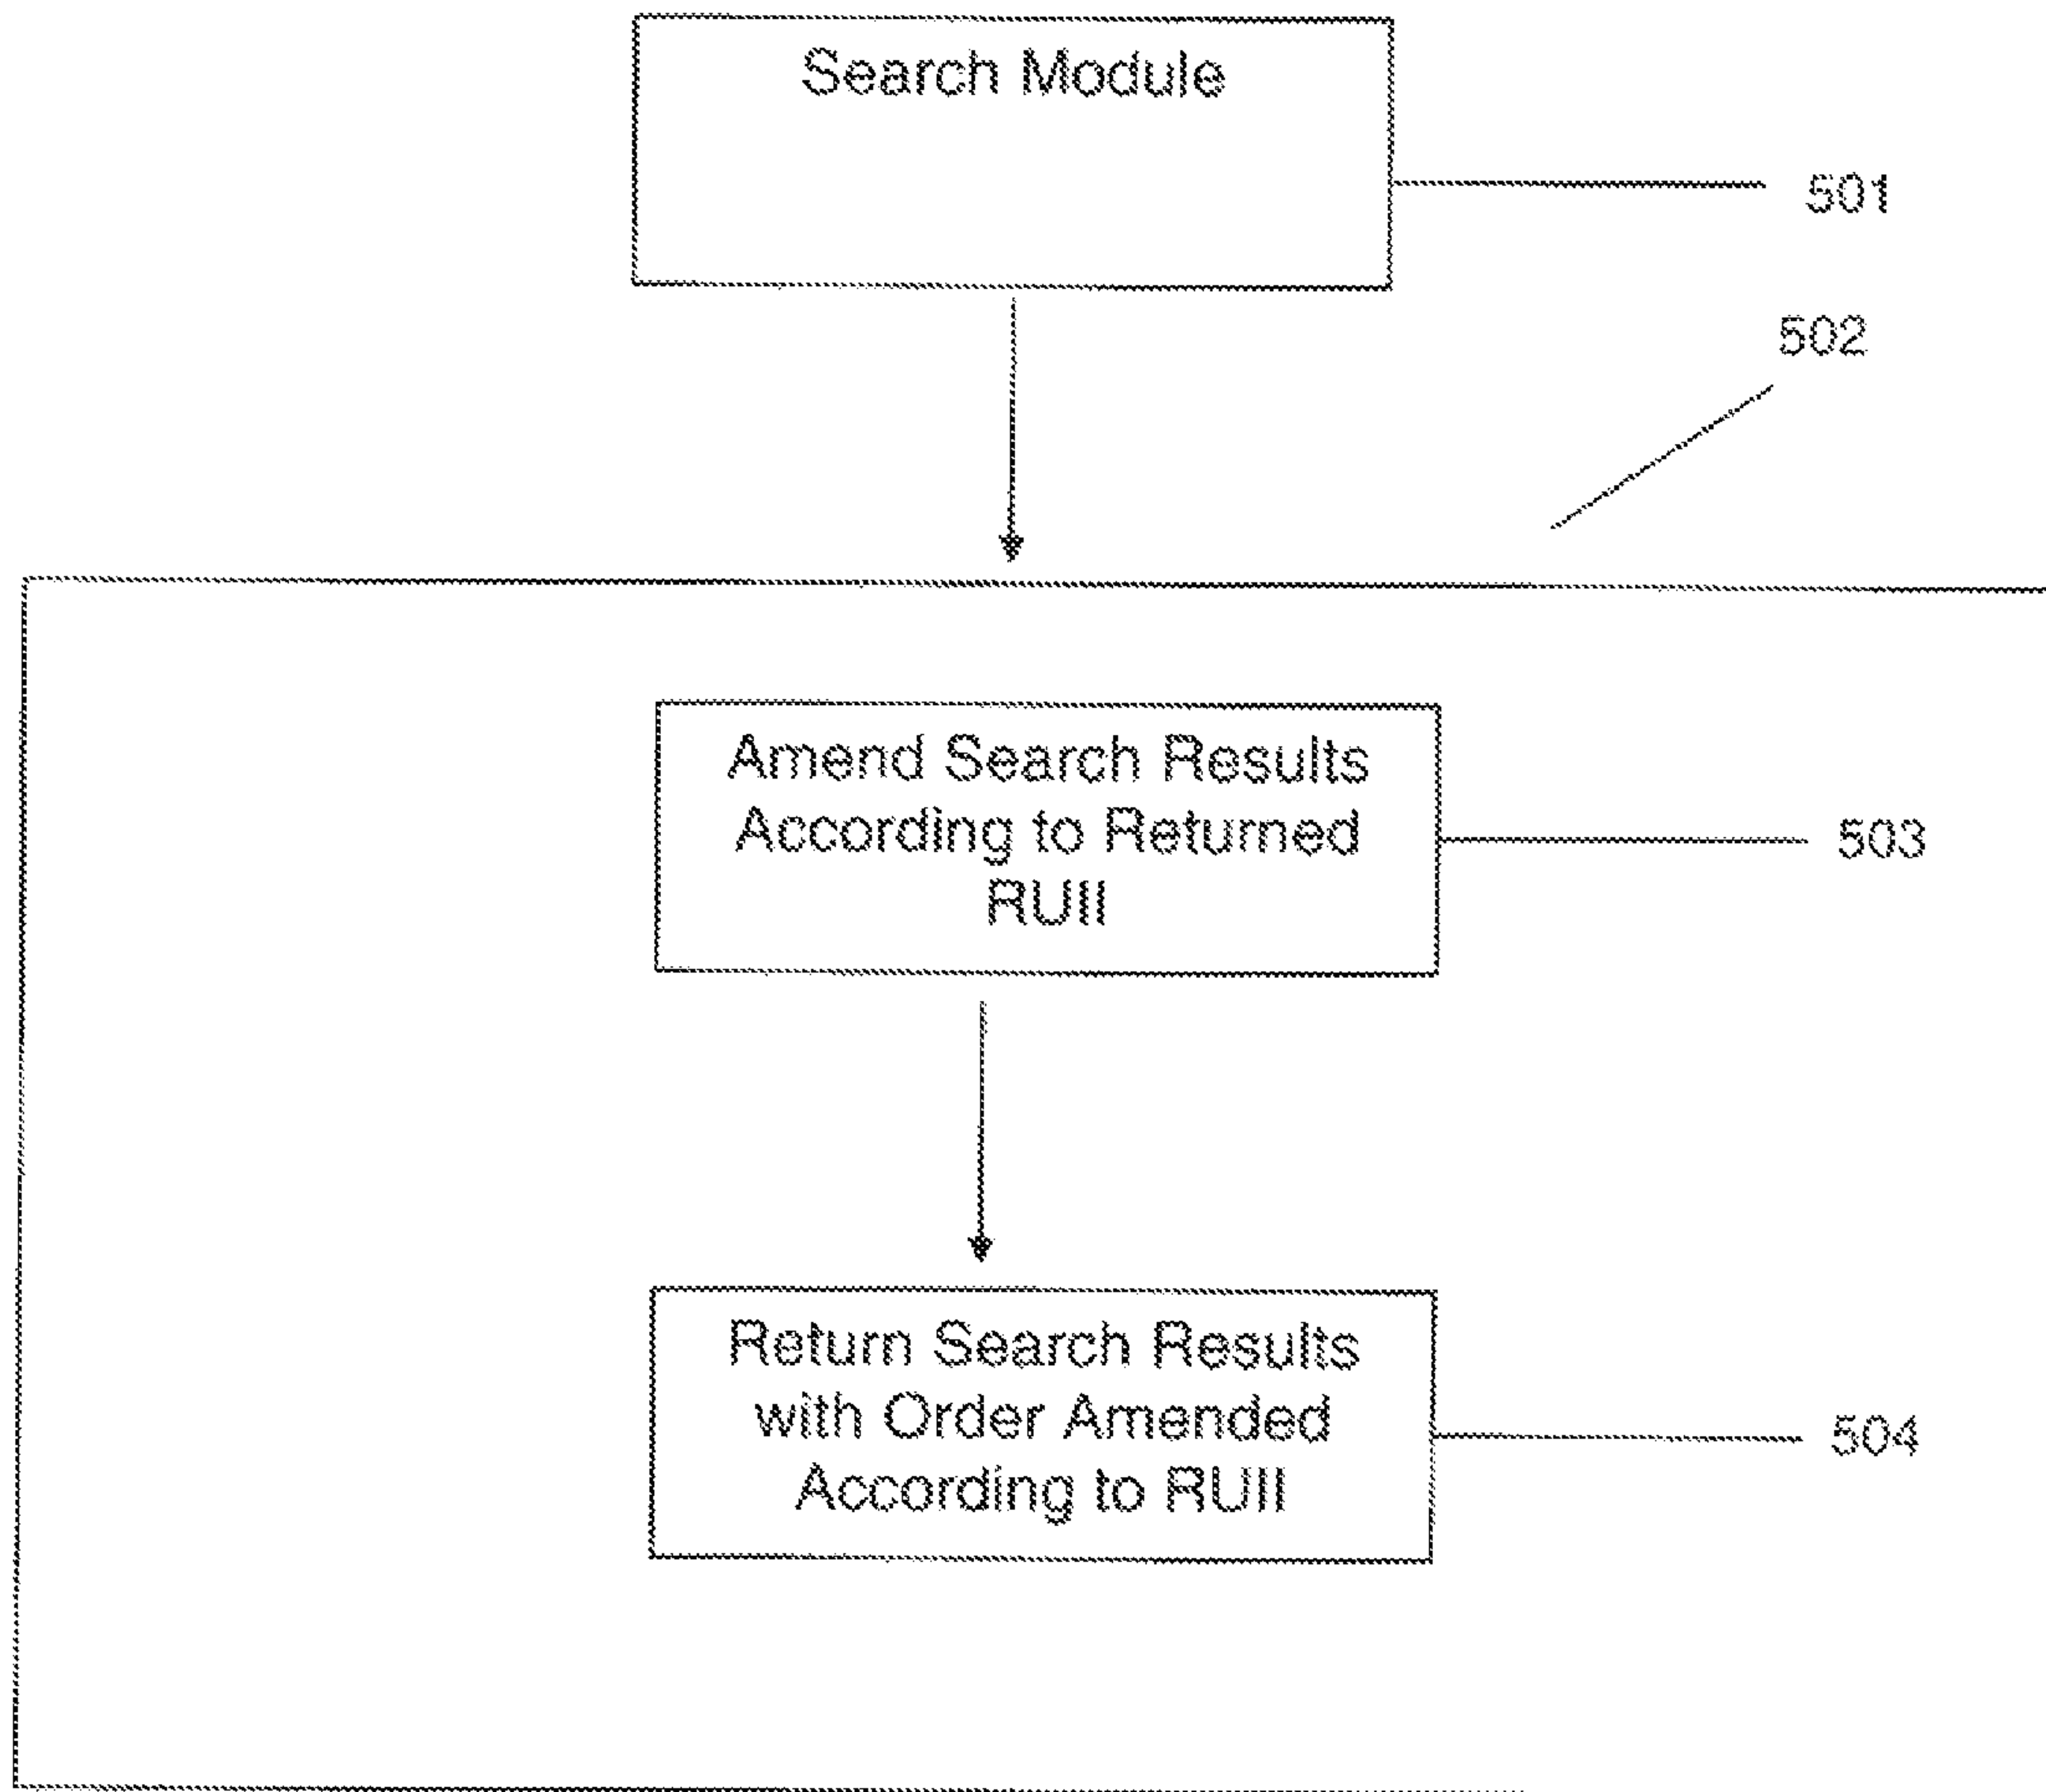 Search Module
501
502
Amend Search Results
According to Returned
RUII
503
Return Search Results
with Order Amended
According to RUII
504